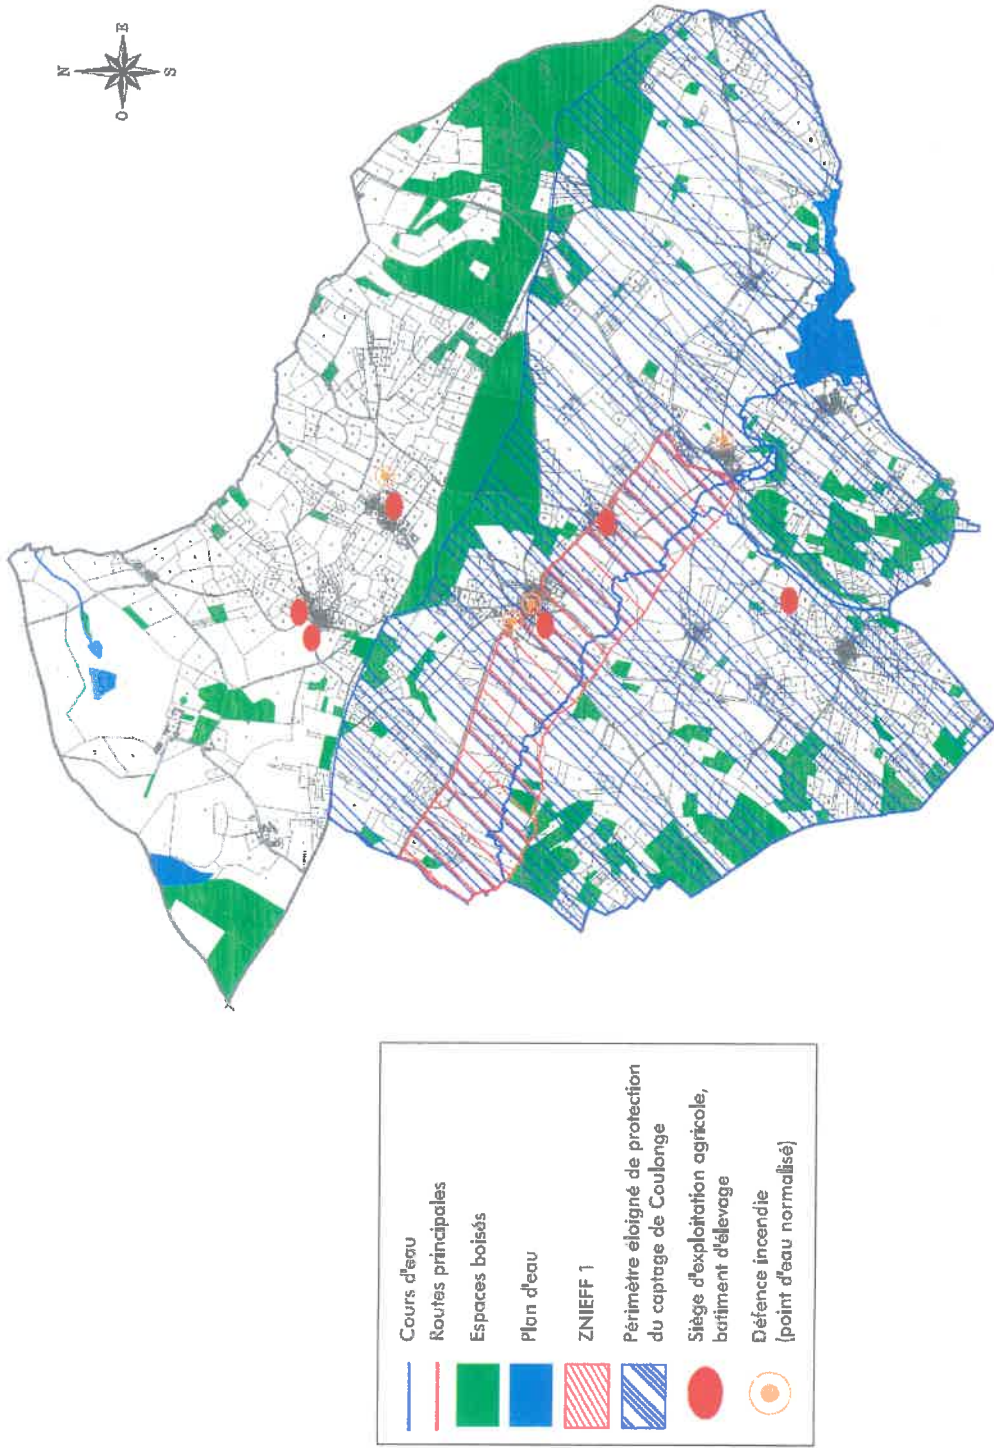 N
O
E
S
Cours d'eau
Routes principales
Espaces boisés
Plan d'eau
ZNIEFF 1
Périmètre éloigné de protection
du captage de Coulonge
Siège d'exploitation agricole,
batiment d'élevage
Défence incendie
(point d'eau normalisé)